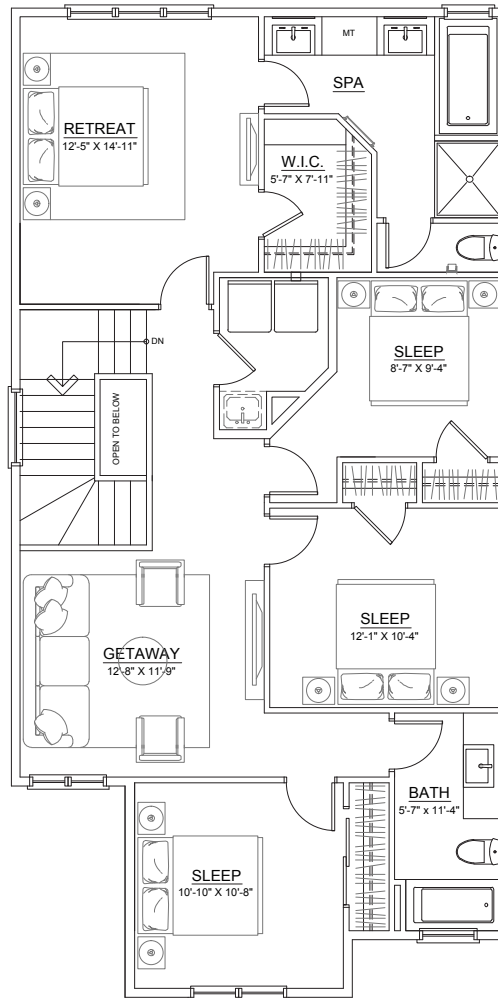 MT
SPA
RETREAT
12'-5" X 14'-11"
W.I.C.
5'-7" X 7'-11"
DN
SLEEP
8'-7" X 9'-4"
OPEN TO BELOW
SLEEP
12'-1" X 10'-4"
GETAWAY
12'-8" X 11'-9"
BATH
5'-7" x 11'-4"
SLEEP
10'-10" X 10'-8"